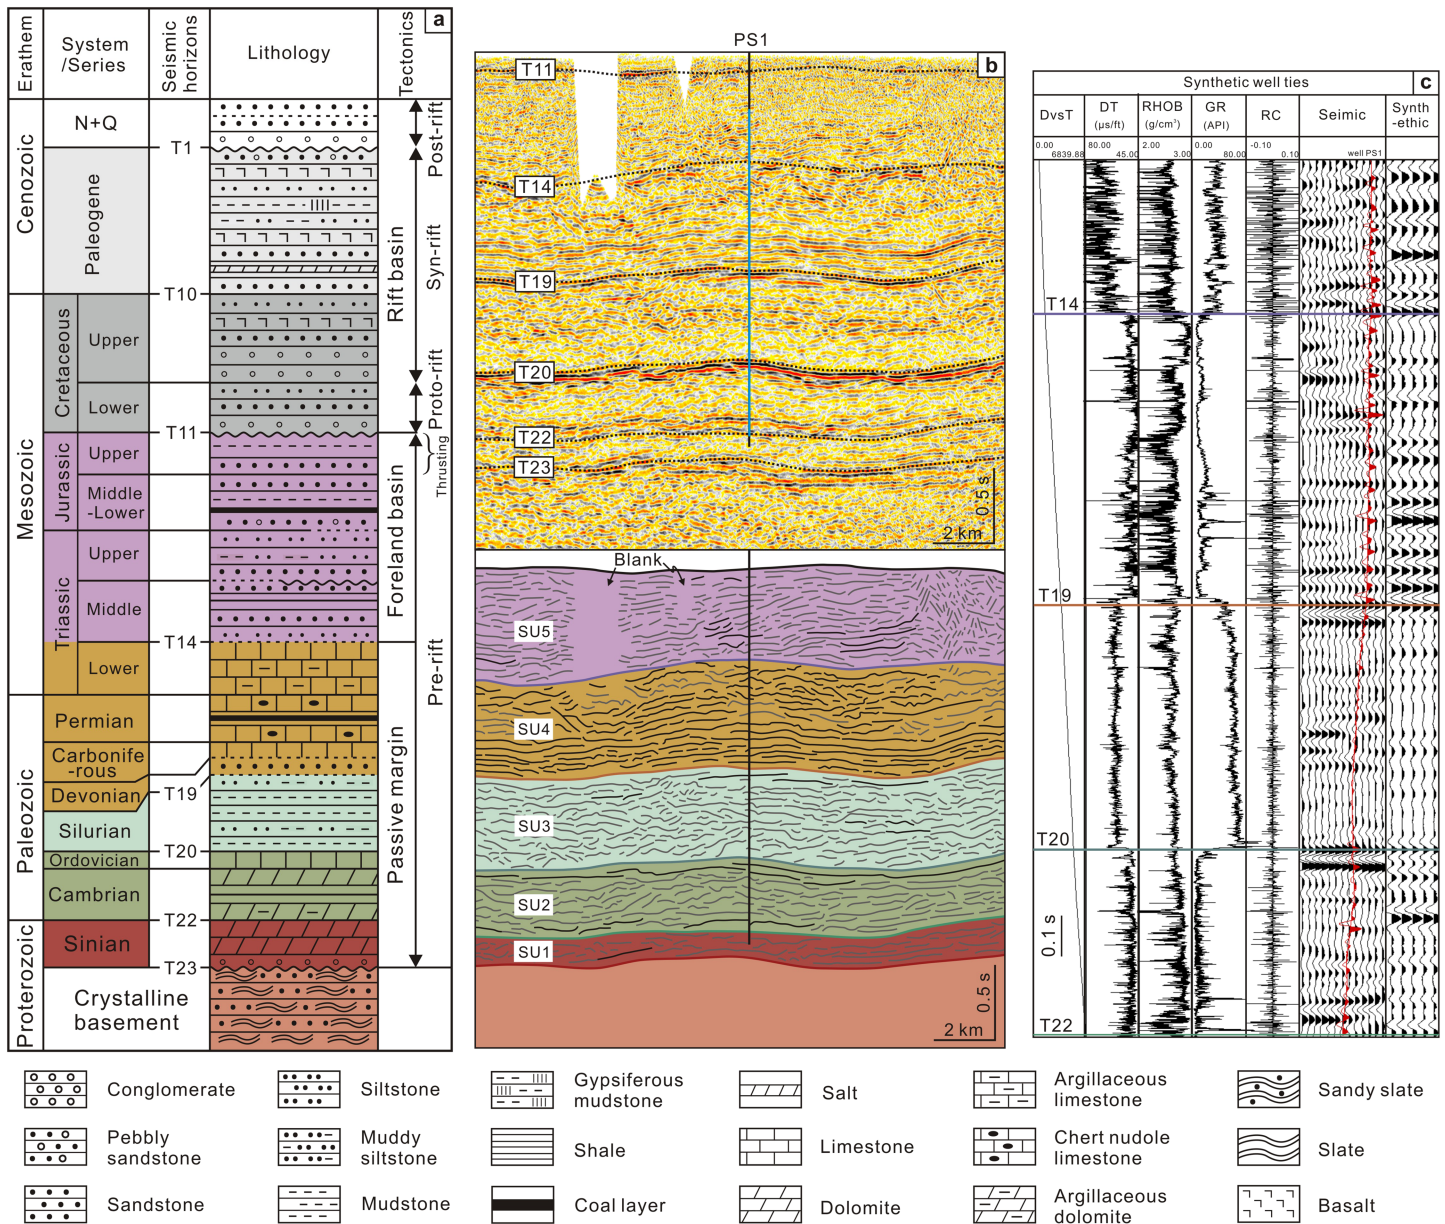 Erathem
System
/Series
Seismic
horizons
Lithology
Tectonics
a
Cenozoic
Mesozoic
Paleozoic
Proterozoic
N+Q
Paleogene
Cretaceous
Upper
Lower
Jurassic
Upper
Middle
-Lower
Triassic
Upper
Middle
Lower
Permian
Carbonife
-rous
Devonian
Silurian
Ordovician
Cambrian
Sinian
Crystalline
basement
T1
T10
T11
T14
T19
T20
T22
T23
Post-rift
Rift basin
Syn-rift
Proto-rift
Thrusting
Foreland basin
Pre-rift
Passive margin
PS1
b
T11
T14
T19
T20
T22
T23
0.5 s
2 km
Blank
SU5
SU4
SU3
SU2
SU1
0.5 s
2 km
Synthetic well ties
c
DvsT
DT
(μs/ft)
RHOB
(g/cm³)
GR
(API)
RC
Seimic
Synth
-ethic
0.00
6839.88
80.00
45.00
2.00
3.00
0.00
80.00
-0.10
0.10
well PS1
T14
T19
T20
0.1 s
T22
Conglomerate
Siltstone
Gypsiferous
mudstone
Salt
Argillaceous
limestone
Sandy slate
Pebbly
sandstone
Muddy
siltstone
Shale
Limestone
Chert nudole
limestone
Slate
Sandstone
Mudstone
Coal layer
Dolomite
Argillaceous
dolomite
Basalt